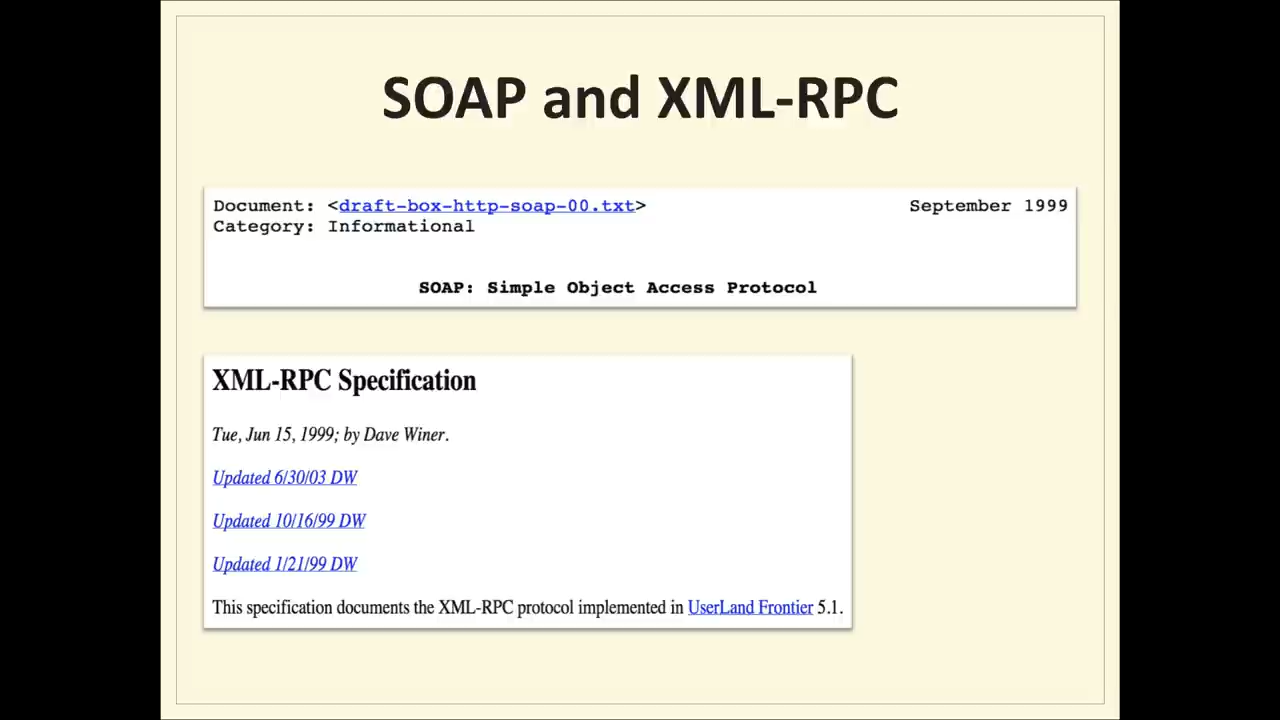 SOAP and XML-RPC
Document: <draft-box-http-soap-00.txt> September 1999
Category: Informational
SOAP: Simple Object Access Protocol
XML-RPC Specification
Tue, Jun 15, 1999; by Dave Winer.
Updated 6/30/03 DW
Updated 10/16/99 DW
Updated 1/21/99 DW
This specification documents the XML-RPC protocol implemented in UserLand Frontier 5.1.